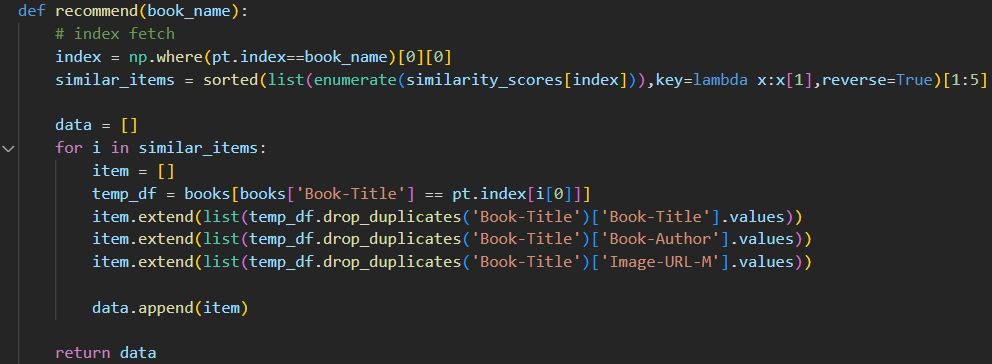 def recommend(book_name):
    # index fetch
    index = np.where(pt.index==book_name)[0][0]
    similar_items = sorted(list(enumerate(similarity_scores[index])),key=lambda x:x[1],reverse=True)[1:5]

    data = []
    for i in similar_items:
        item = []
        temp_df = books[books['Book-Title'] == pt.index[i[0]]]
        item.extend(list(temp_df.drop_duplicates('Book-Title')['Book-Title'].values))
        item.extend(list(temp_df.drop_duplicates('Book-Title')['Book-Author'].values))
        item.extend(list(temp_df.drop_duplicates('Book-Title')['Image-URL-M'].values))

        data.append(item)

    return data